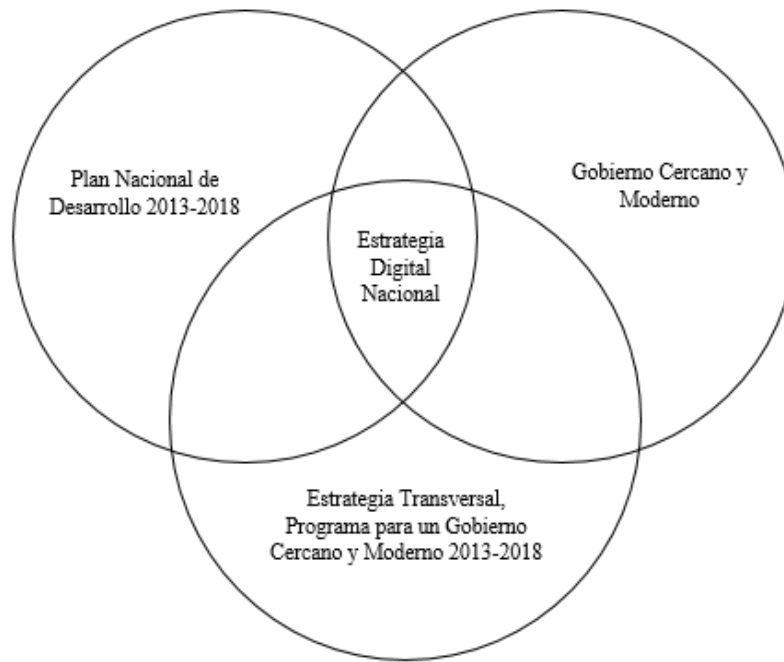 Plan Nacional de
Desarrollo 2013-2018
Gobierno Cercano y
Moderno
Estrategia
Digital
Nacional
Estrategia Transversal,
Programa para un Gobierno
Cercano y Moderno 2013-2018